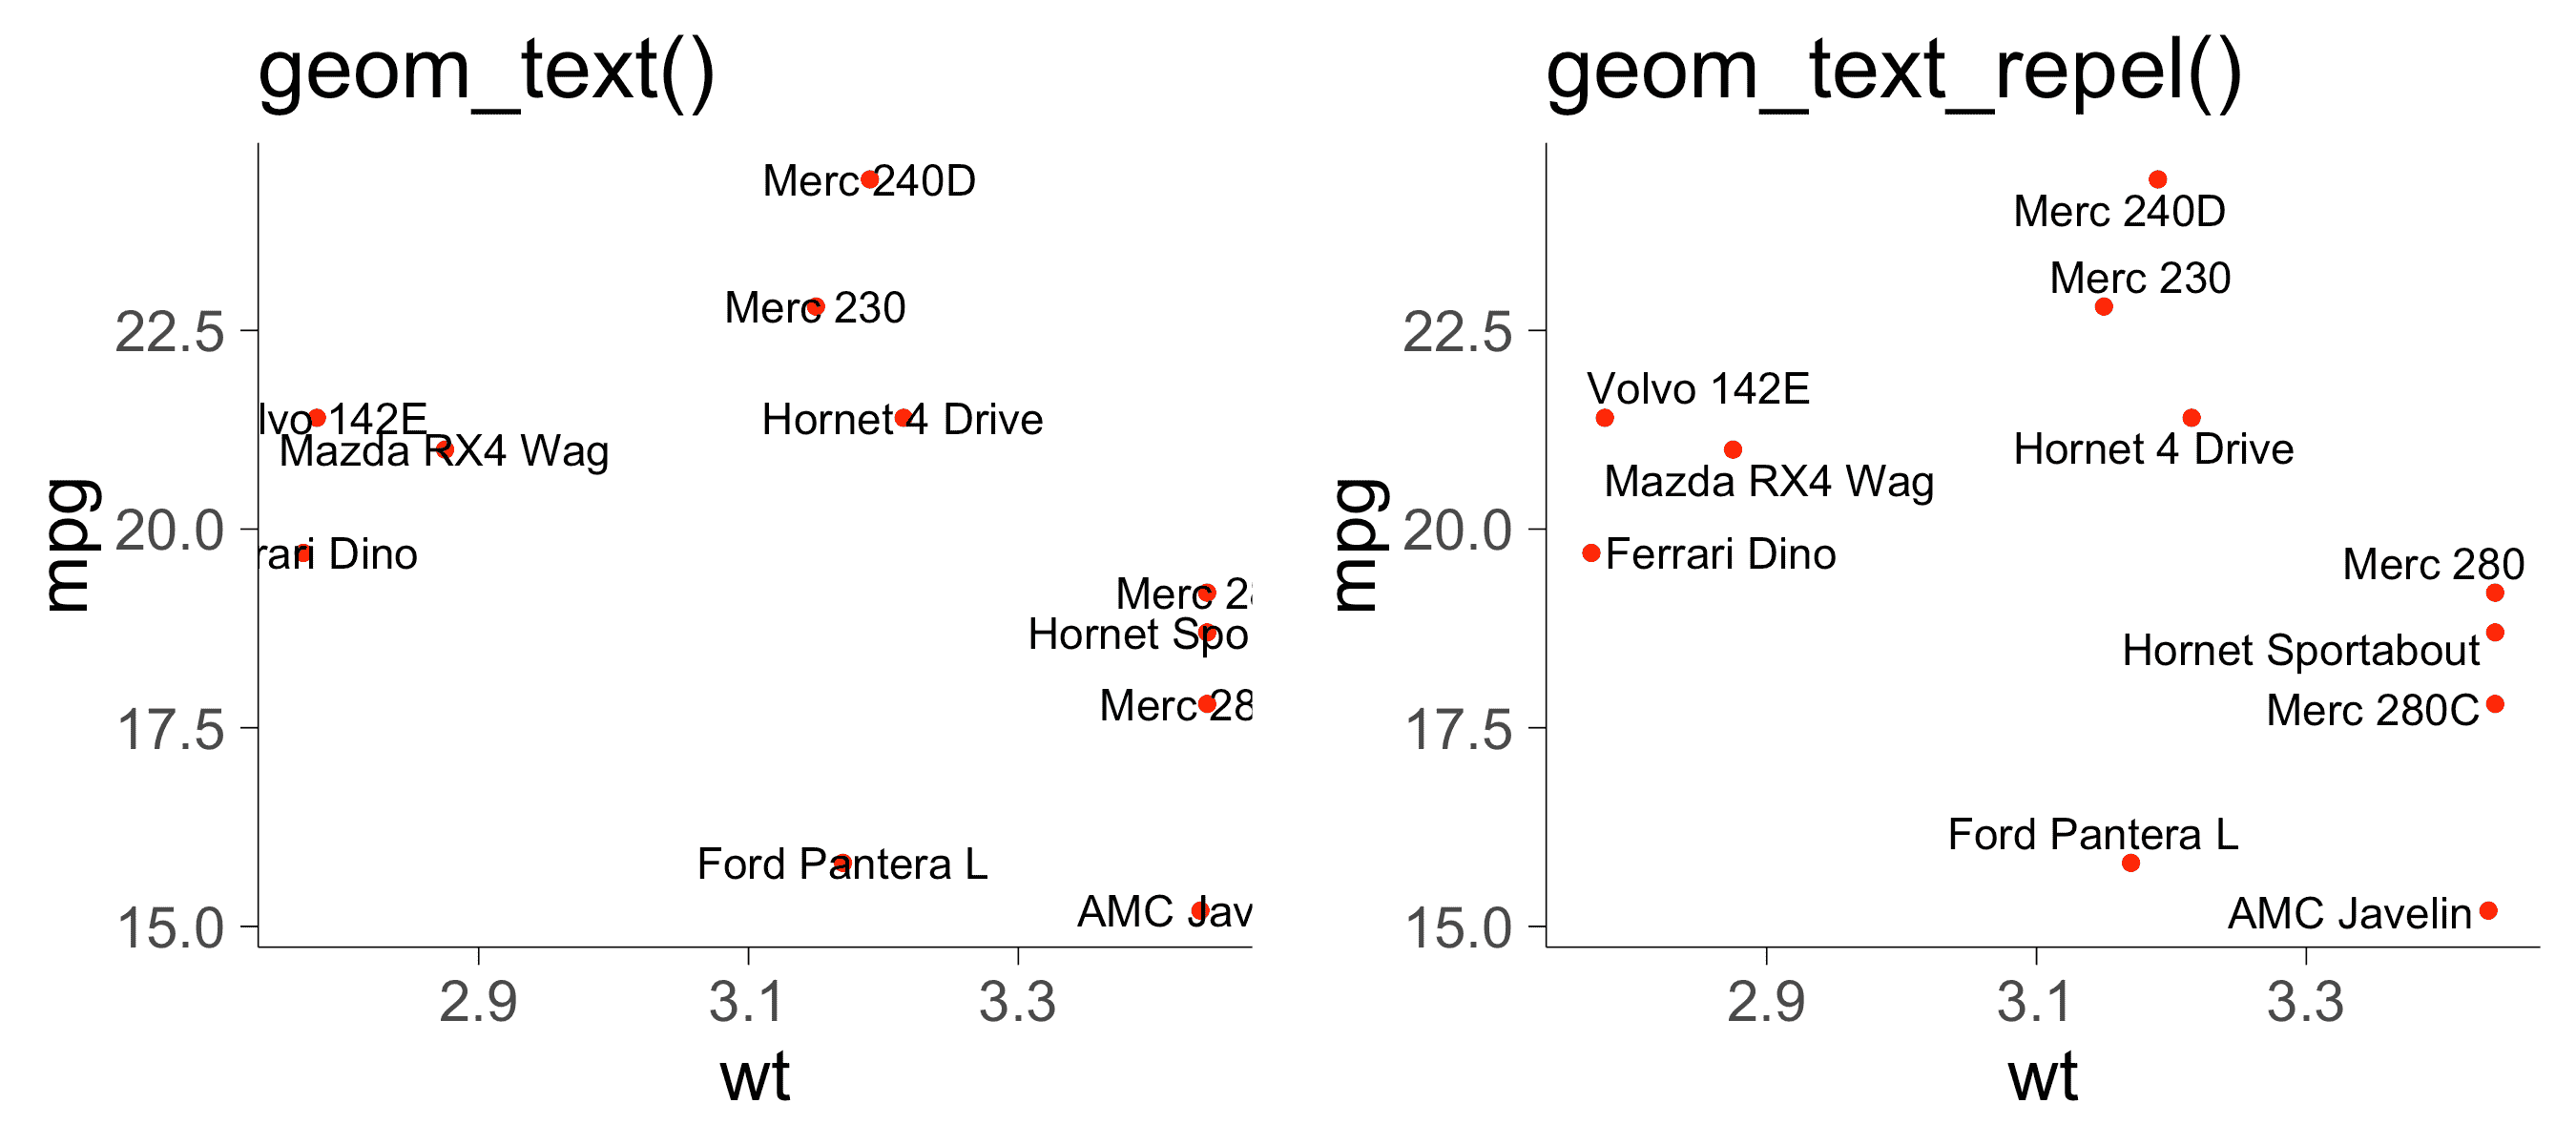 geom_text()
Merc 240D
Merc 230
22.5
lvo 142E
Hornet 4 Drive
Mazda RX4 Wag
mpg
20.0
rari Dino
Merc 28
Hornet Spo
17.5
Merc 28
Ford Pantera L
15.0
AMC Jav
2.9 3.1 3.3
wt
geom_text_repel()
Merc 240D
Merc 230
22.5
Volvo 142E
Hornet 4 Drive
Mazda RX4 Wag
mpg
20.0
Ferrari Dino
Merc 280
Hornet Sportabout
17.5
Merc 280C
Ford Pantera L
15.0
AMC Javelin
2.9 3.1 3.3
wt